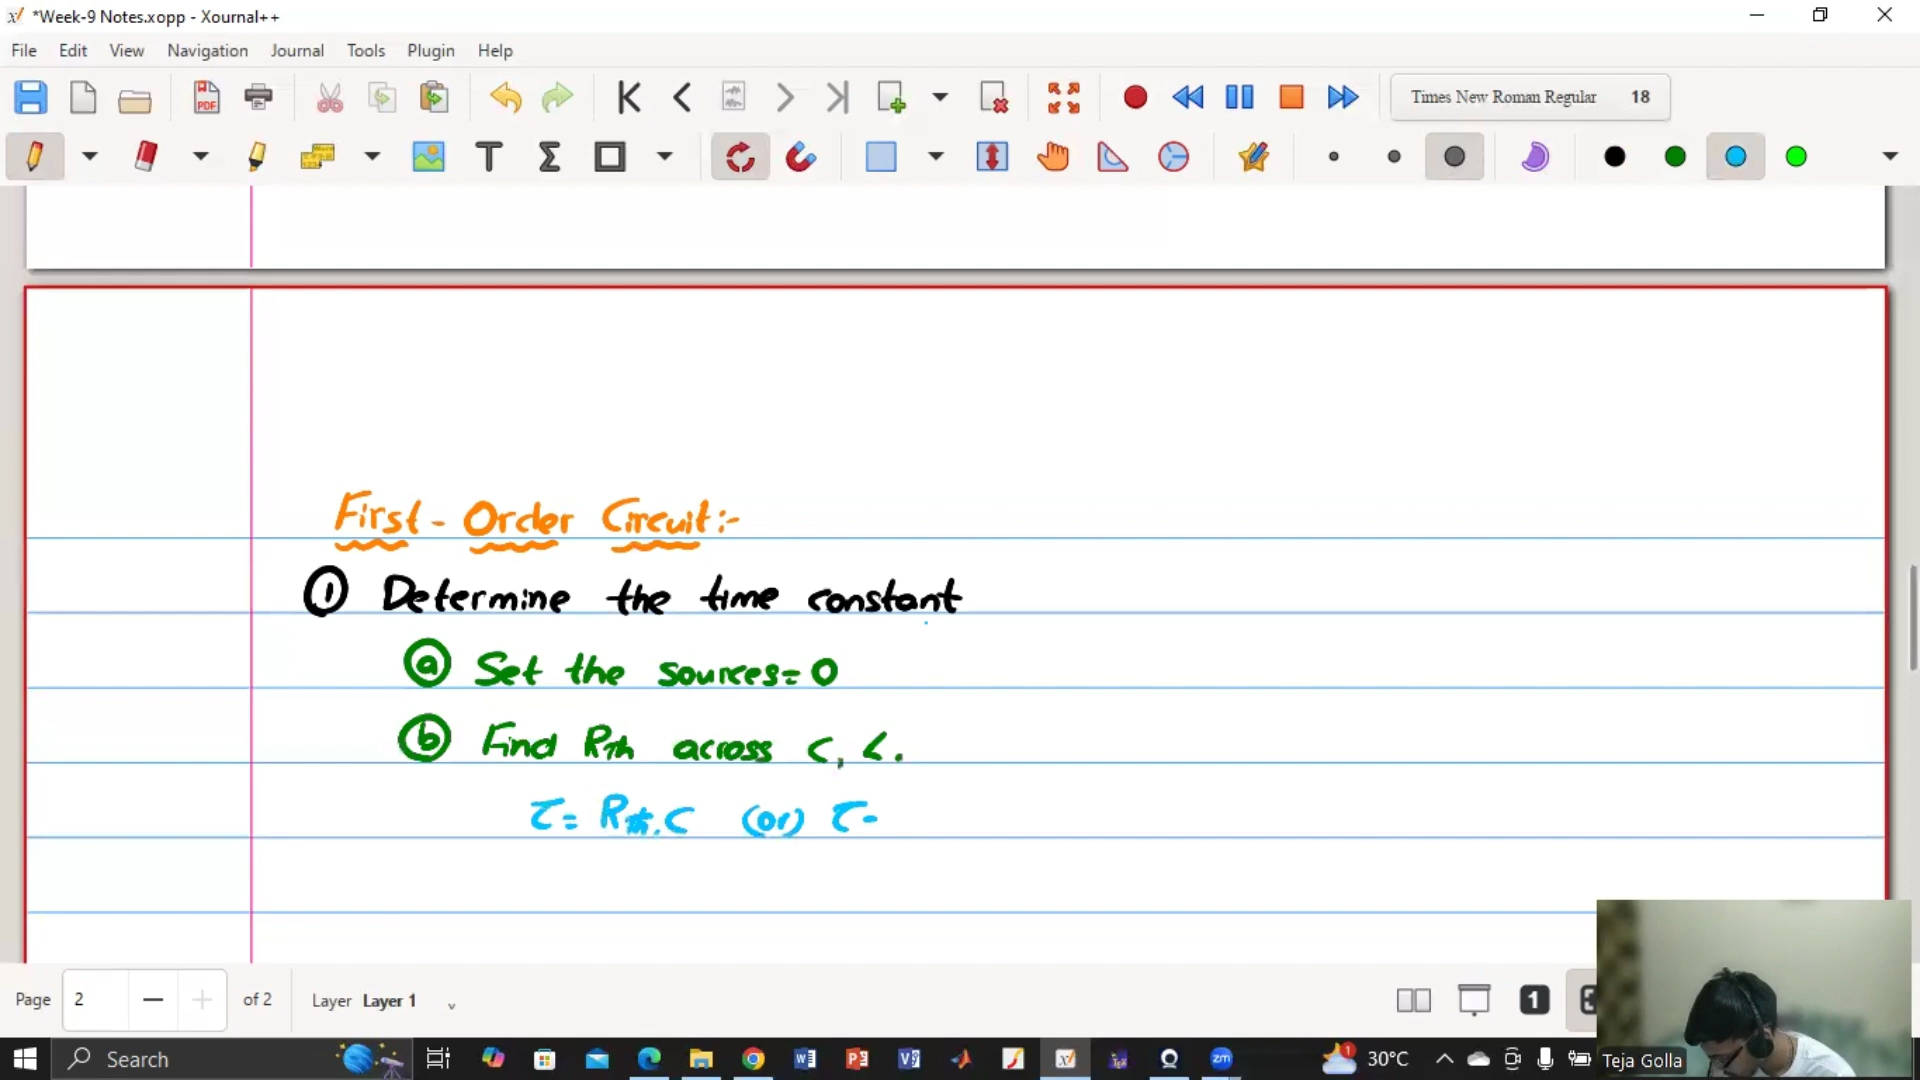 *Week-9 Notes.xopp - Xournal++
File Edit View Navigation Journal Tools Plugin Help
Times New Roman Regular 18
First-Order Circuit:-
① Determine the time constant
ⓐ Set the sources=0
ⓑ Find RTh across C, L.
τ= Rth.C (or) τ-
Page 2 of 2 Layer Layer 1
1
Search
30°C
Teja Golla